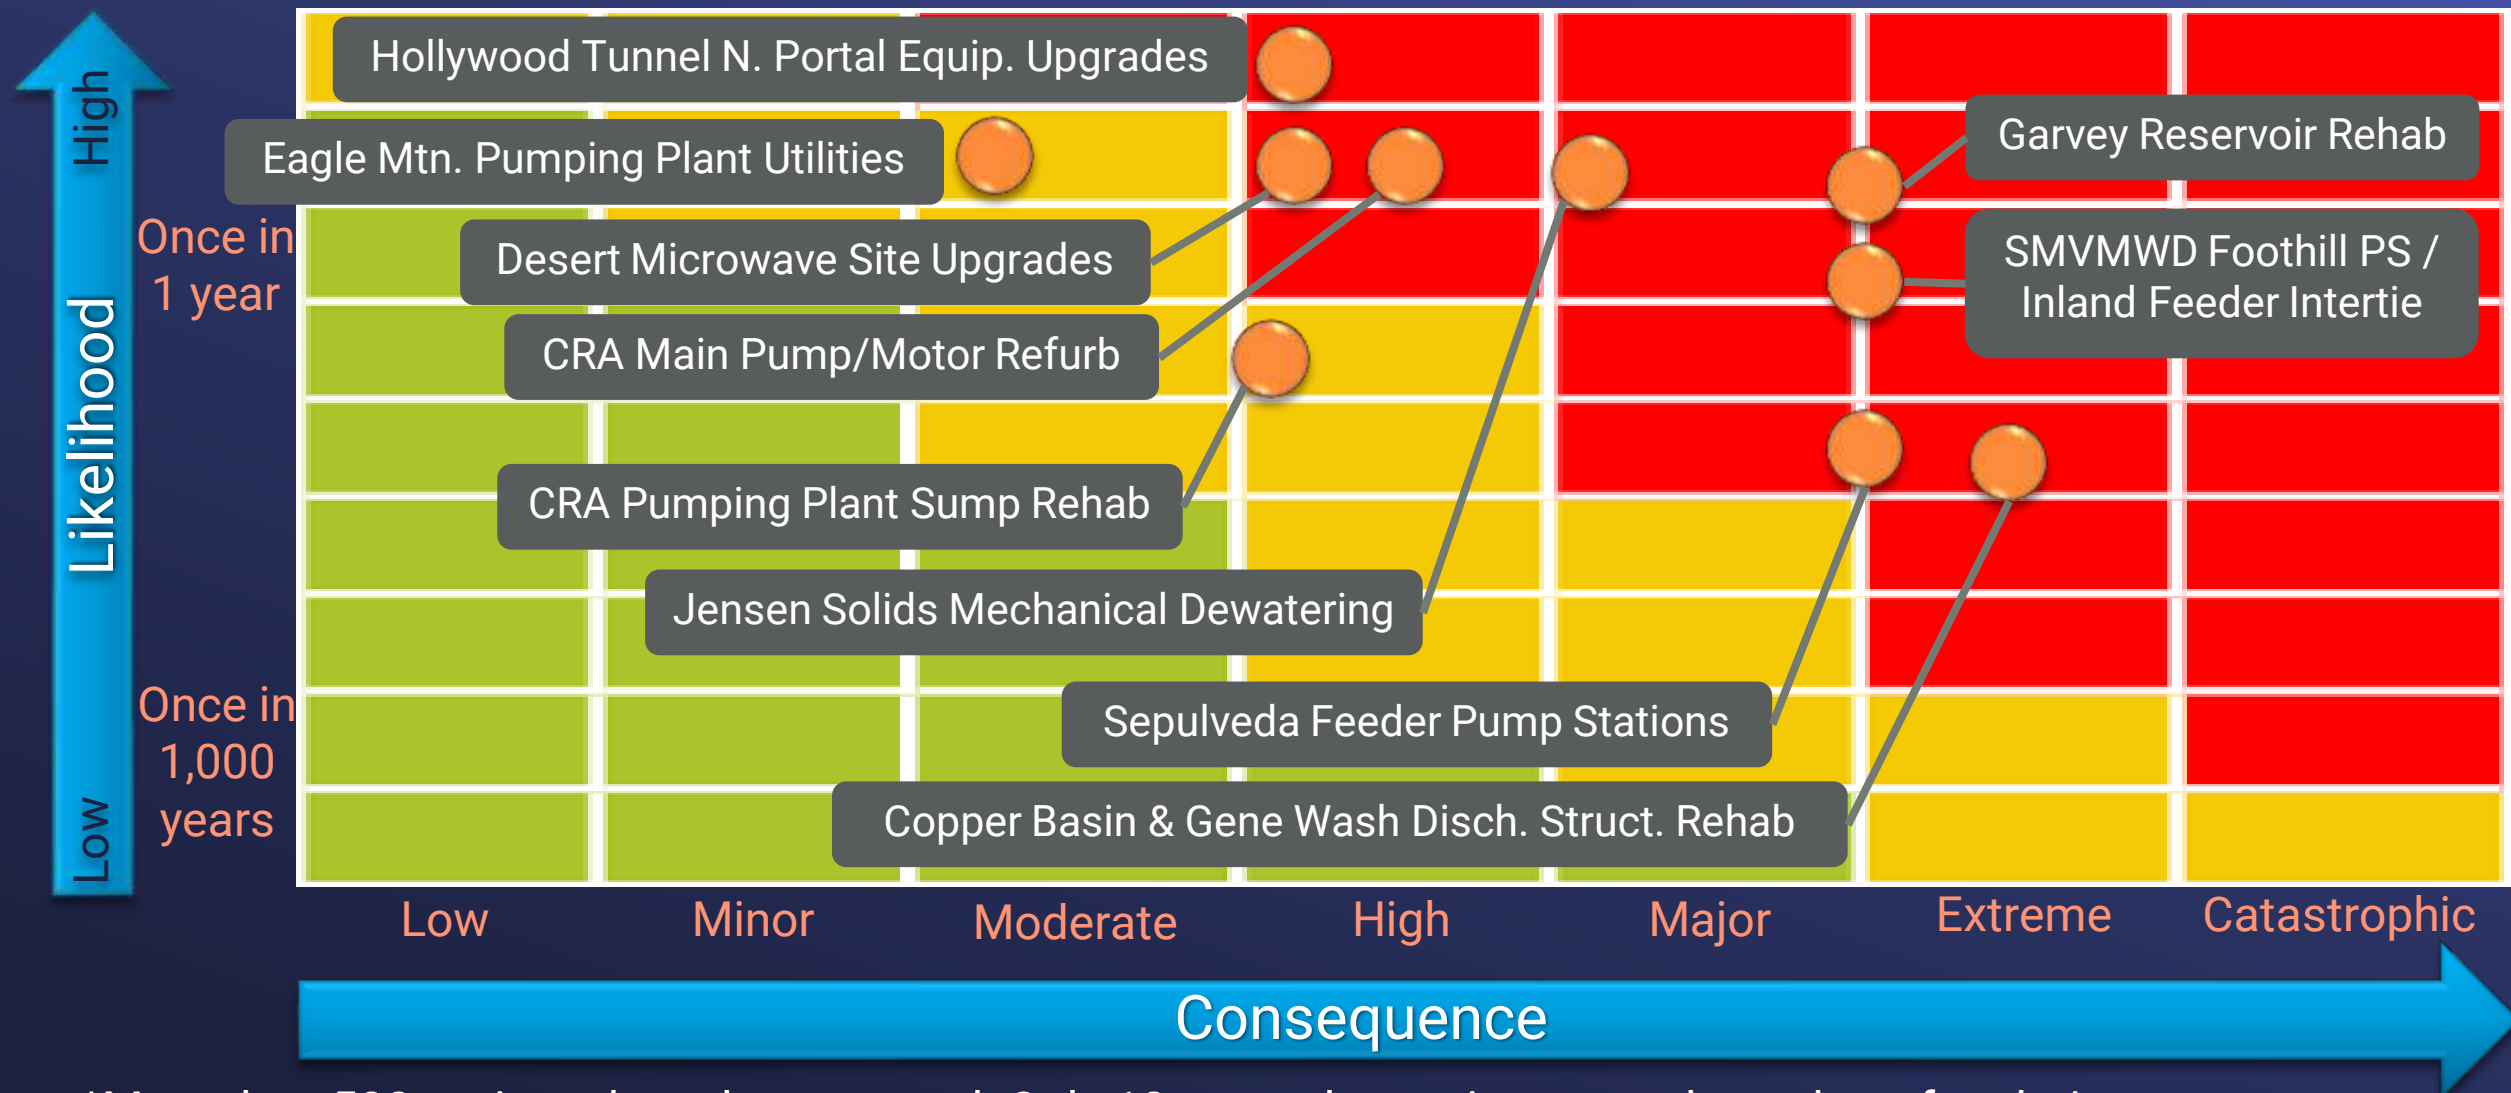 Hollywood Tunnel N. Portal Equip. Upgrades
Eagle Mtn. Pumping Plant Utilities
Desert Microwave Site Upgrades
CRA Main Pump/Motor Refurb
CRA Pumping Plant Sump Rehab
Jensen Solids Mechanical Dewatering
Sepulveda Feeder Pump Stations
Copper Basin & Gene Wash Disch. Struct. Rehab
Garvey Reservoir Rehab
SMVMWD Foothill PS /
Inland Feeder Intertie
High
Likelihood
Low
Once in
1 year
Once in
1,000
years
Low
Minor
Moderate
High
Major
Extreme
Catastrophic
Consequence